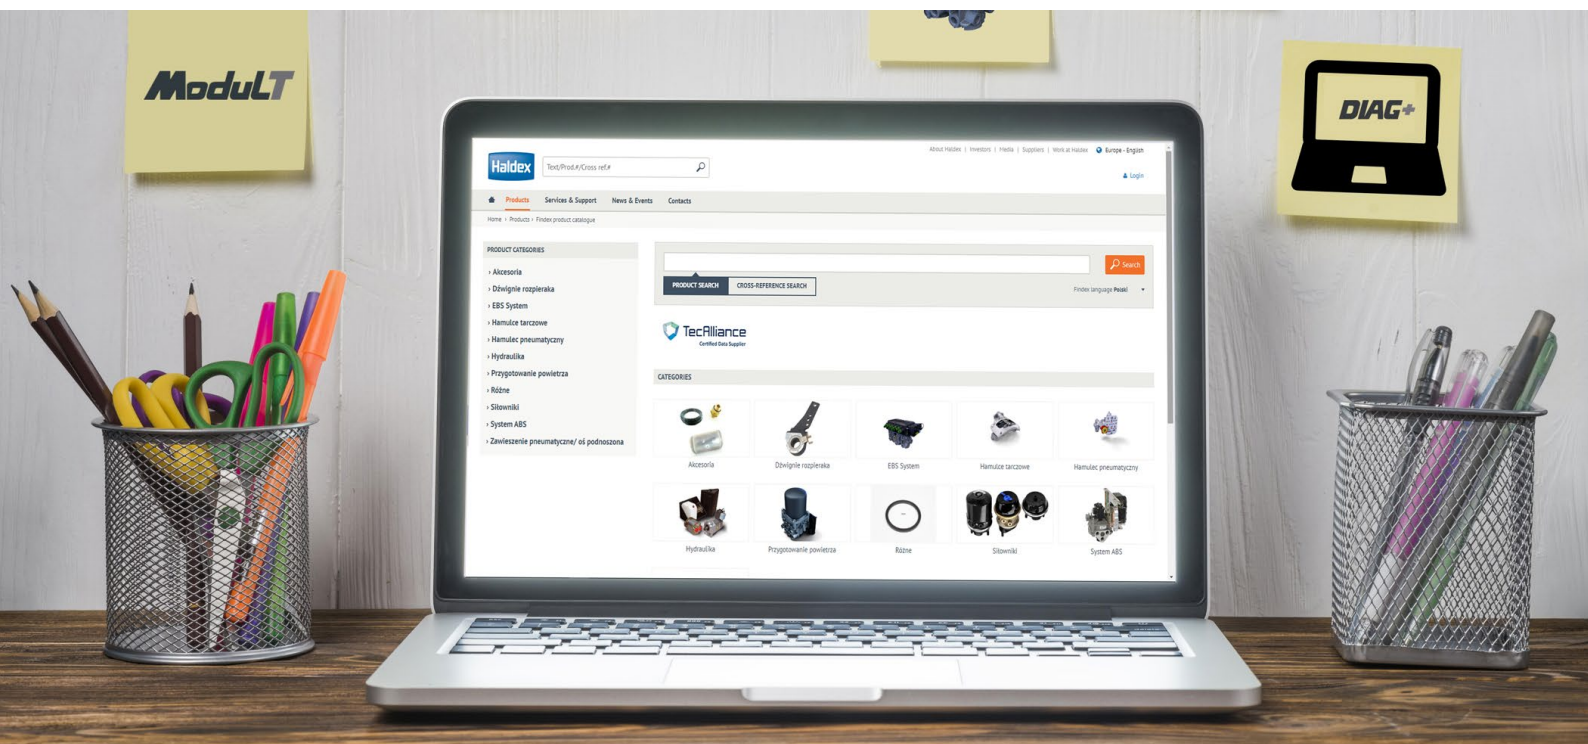 ModulT
DIAG+
Haldex
Text/Prod.#/Cross ref.#
About Haldex | Investors | Media | Suppliers | Work at Haldex
Europe - English
Login
Products
Services & Support
News & Events
Contacts
Home › Products › Findex product catalogue
PRODUCT CATEGORIES
› Akcesoria
› Dźwignie rozpieraka
› EBS System
› Hamulce tarczowe
› Hamulec pneumatyczny
› Hydraulika
› Przygotowanie powietrza
› Różne
› Siłowniki
› System ABS
› Zawieszenie pneumatyczne/ oś podnoszona
Search
PRODUCT SEARCH
CROSS-REFERENCE SEARCH
Findex language Polski
TecAlliance
Certified Data Supplier
CATEGORIES
Akcesoria
Dźwignie rozpieraka
EBS System
Hamulce tarczowe
Hamulec pneumatyczny
Hydraulika
Przygotowanie powietrza
Różne
Siłowniki
System ABS